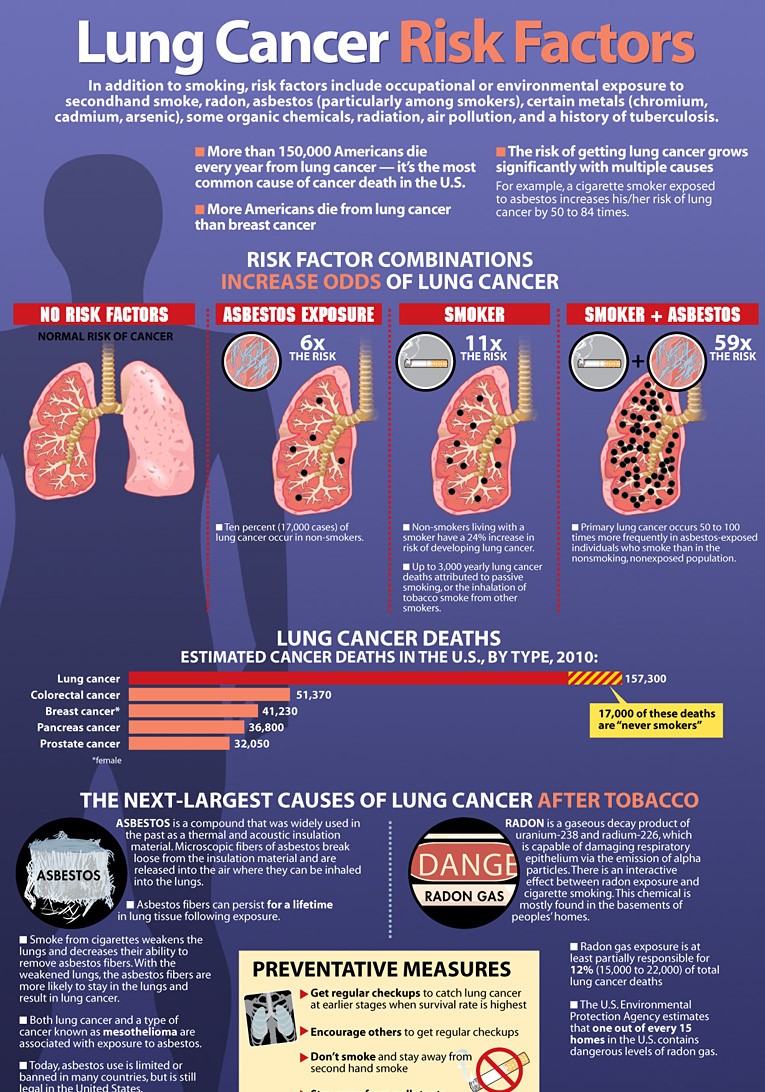 Lung Cancer Risk Factors
In addition to smoking, risk factors include occupational or environmental exposure to
secondhand smoke, radon, asbestos (particularly among smokers), certain metals (chromium,
cadmium, arsenic), some organic chemicals, radiation, air pollution, and a history of tuberculosis.
■ More than 150,000 Americans die
every year from lung cancer — it's the most
common cause of cancer death in the U.S.
■ More Americans die from lung cancer
than breast cancer
■ The risk of getting lung cancer grows
significantly with multiple causes
For example, a cigarette smoker exposed
to asbestos increases his/her risk of lung
cancer by 50 to 84 times.
RISK FACTOR COMBINATIONS
INCREASE ODDS OF LUNG CANCER
NO RISK FACTORS
NORMAL RISK OF CANCER
ASBESTOS EXPOSURE
6x
THE RISK
■ Ten percent (17,000 cases) of
lung cancer occur in non-smokers.
SMOKER
11x
THE RISK
■ Non-smokers living with a
smoker have a 24% increase in
risk of developing lung cancer.
■ Up to 3,000 yearly lung cancer
deaths attributed to passive
smoking, or the inhalation of
tobacco smoke from other
smokers.
SMOKER + ASBESTOS
+
59x
THE RISK
■ Primary lung cancer occurs 50 to 100
times more frequently in asbestos-exposed
individuals who smoke than in the
nonsmoking, nonexposed population.
LUNG CANCER DEATHS
ESTIMATED CANCER DEATHS IN THE U.S., BY TYPE, 2010:
Lung cancer 157,300
Colorectal cancer 51,370
Breast cancer* 41,230
Pancreas cancer 36,800
Prostate cancer 32,050
*female
17,000 of these deaths
are "never smokers"
THE NEXT-LARGEST CAUSES OF LUNG CANCER AFTER TOBACCO
ASBESTOS
ASBESTOS is a compound that was widely used in
the past as a thermal and acoustic insulation
material. Microscopic fibers of asbestos break
loose from the insulation material and are
released into the air where they can be inhaled
into the lungs.
■ Asbestos fibers can persist for a lifetime
in lung tissue following exposure.
■ Smoke from cigarettes weakens the
lungs and decreases their ability to
remove asbestos fibers. With the
weakened lungs, the asbestos fibers are
more likely to stay in the lungs and
result in lung cancer.
■ Both lung cancer and a type of
cancer known as mesothelioma are
associated with exposure to asbestos.
■ Today, asbestos use is limited or
banned in many countries, but is still
legal in the United States.
DANGE
RADON GAS
RADON is a gaseous decay product of
uranium-238 and radium-226, which
is capable of damaging respiratory
epithelium via the emission of alpha
particles. There is an interactive
effect between radon exposure and
cigarette smoking. This chemical is
mostly found in the basements of
peoples' homes.
■ Radon gas exposure is at
least partially responsible for
12% (15,000 to 22,000) of total
lung cancer deaths
■ The U.S. Environmental
Protection Agency estimates
that one out of every 15
homes in the U.S. contains
dangerous levels of radon gas.
PREVENTATIVE MEASURES
Get regular checkups to catch lung cancer
at earlier stages when survival rate is highest
Encourage others to get regular checkups
Don't smoke and stay away from
second hand smoke